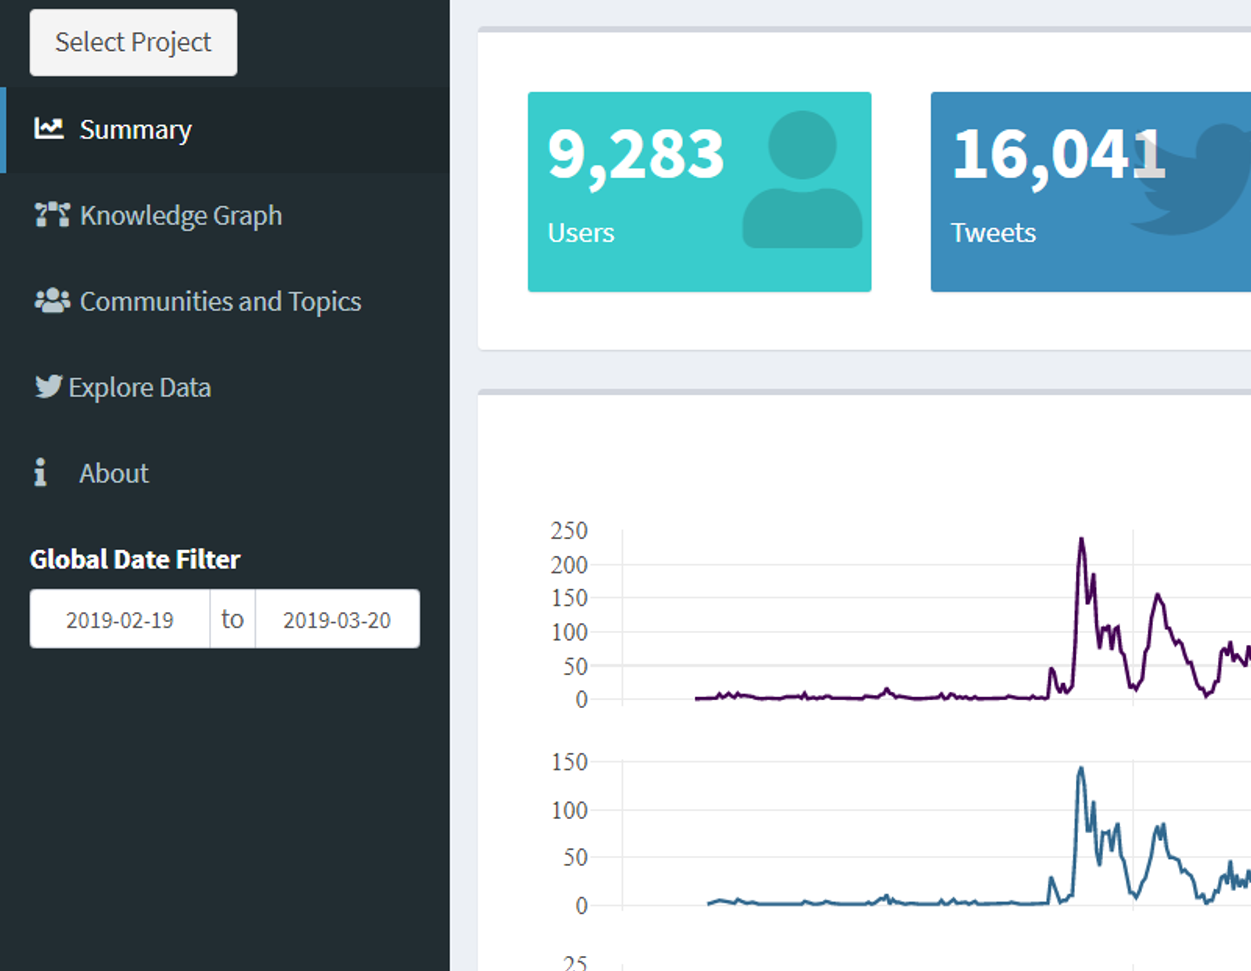 Select Project
Summary
Knowledge Graph
Communities and Topics
Explore Data
About
Global Date Filter
2019-02-19 to 2019-03-20
9,283
Users
16,041
Tweets
250
200
150
100
50
0
150
100
50
0
25